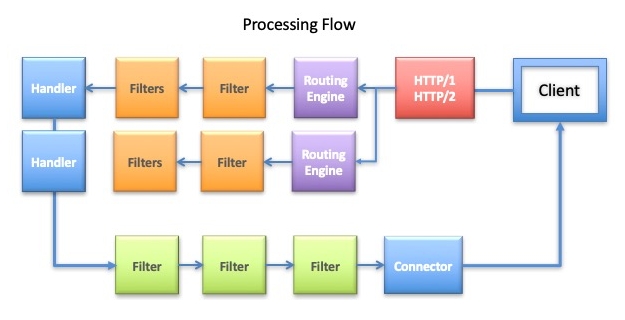 Processing Flow
Handler
Filters
Filter
Routing
Engine
HTTP/1
HTTP/2
Client
Handler
Filters
Filter
Routing
Engine
Filter
Filter
Filter
Connector